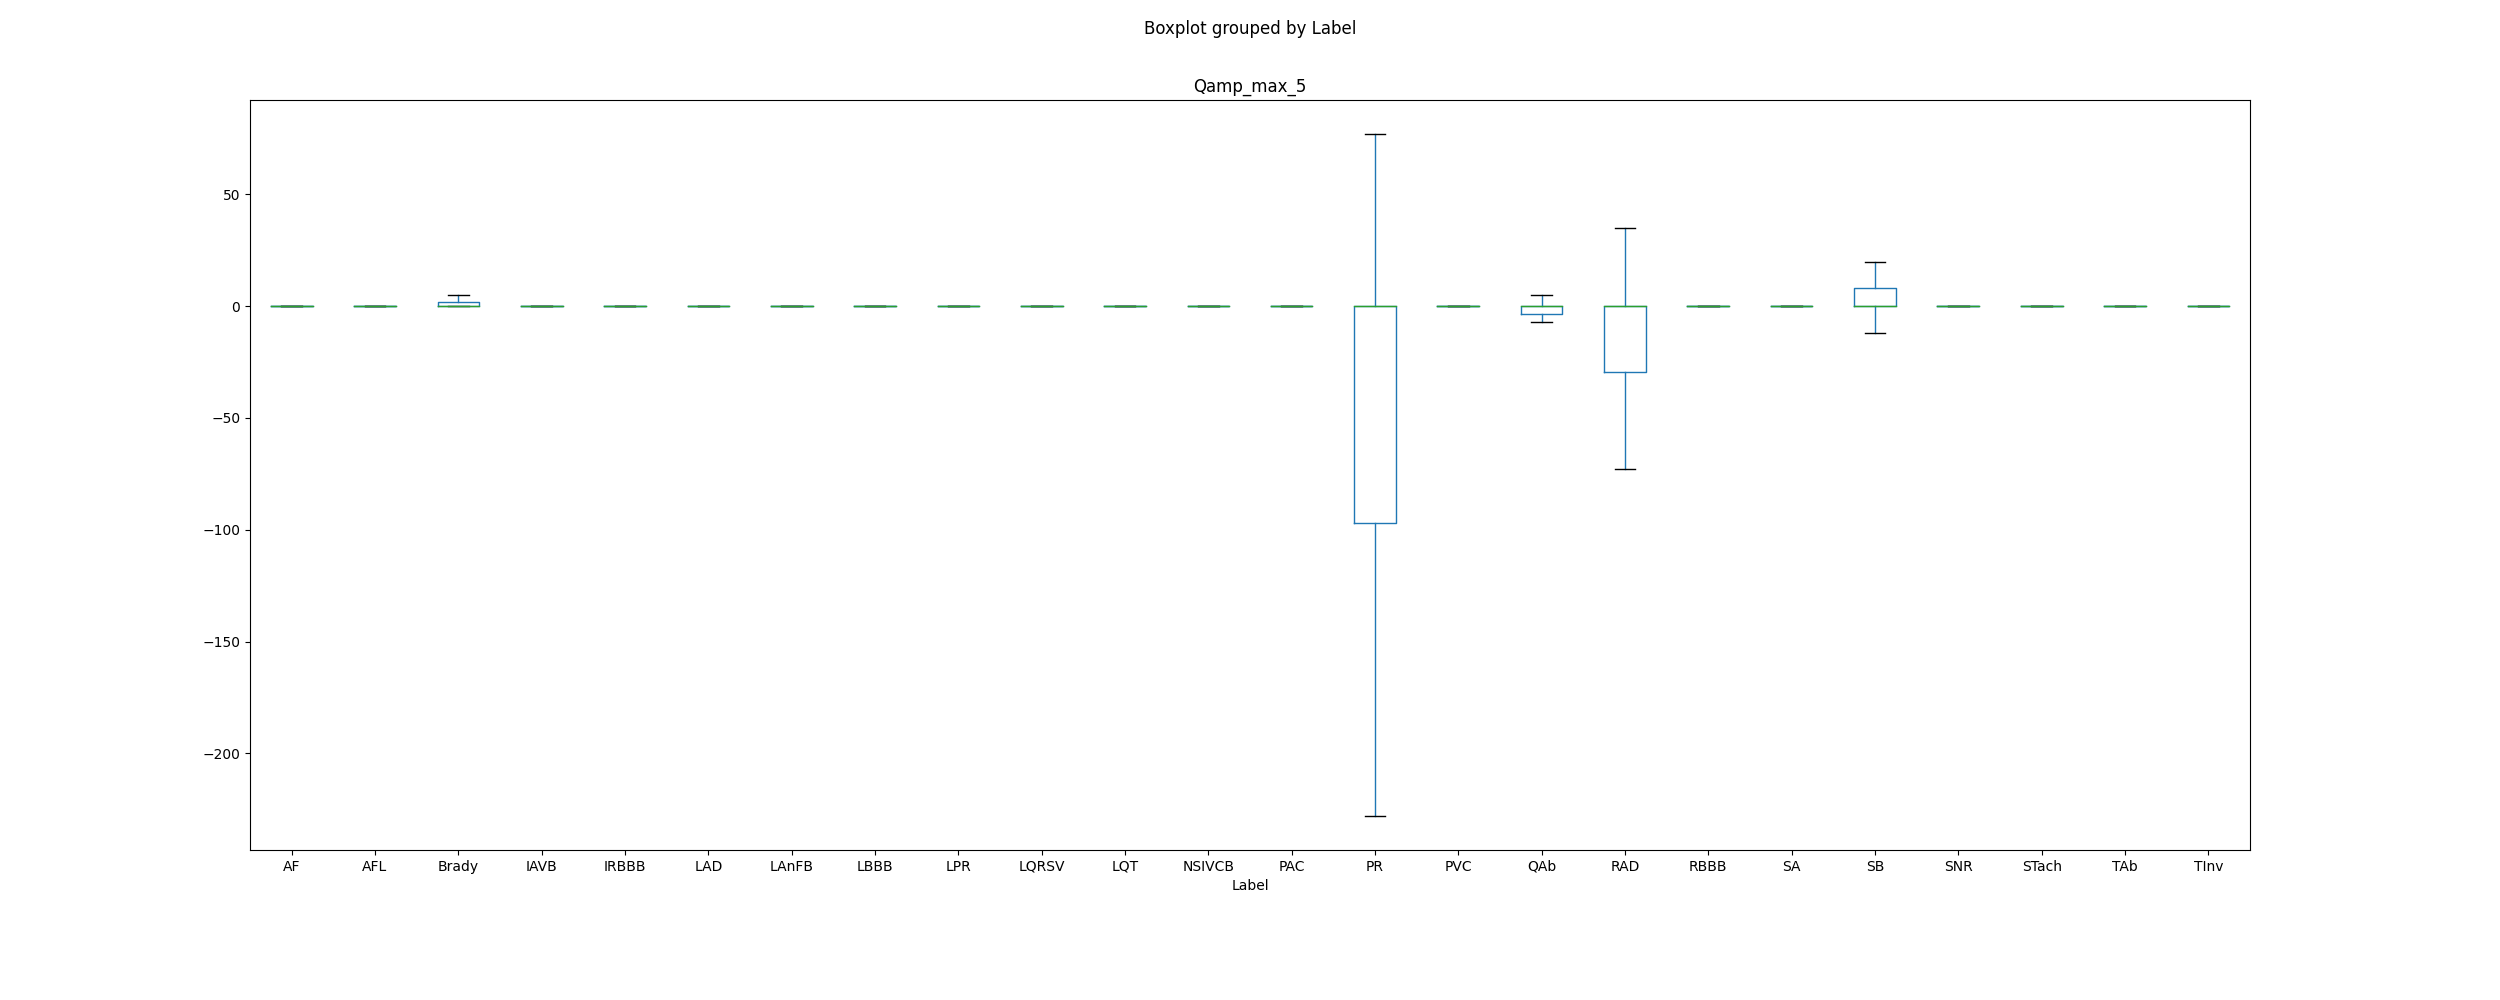 Boxplot grouped by Label
Qamp_max_5
50
0
−50
−100
−150
−200
AF AFL Brady IAVB IRBBB LAD LAnFB LBBB LPR LQRSV LQT NSIVCB PAC PR PVC QAb RAD RBBB SA SB SNR STach TAb TInv
Label